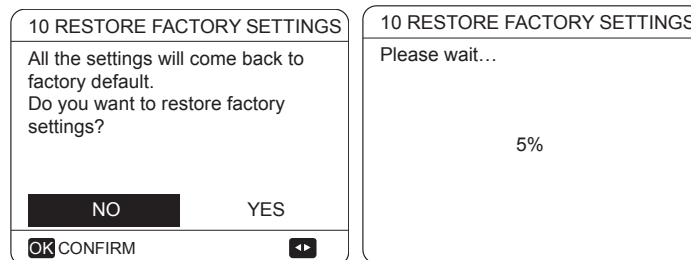 10 RESTORE FACTORY SETTINGS
All the settings will come back to
factory default.
Do you want to restore factory
settings?
NO YES
OK CONFIRM
10 RESTORE FACTORY SETTINGS
Please wait…
5%